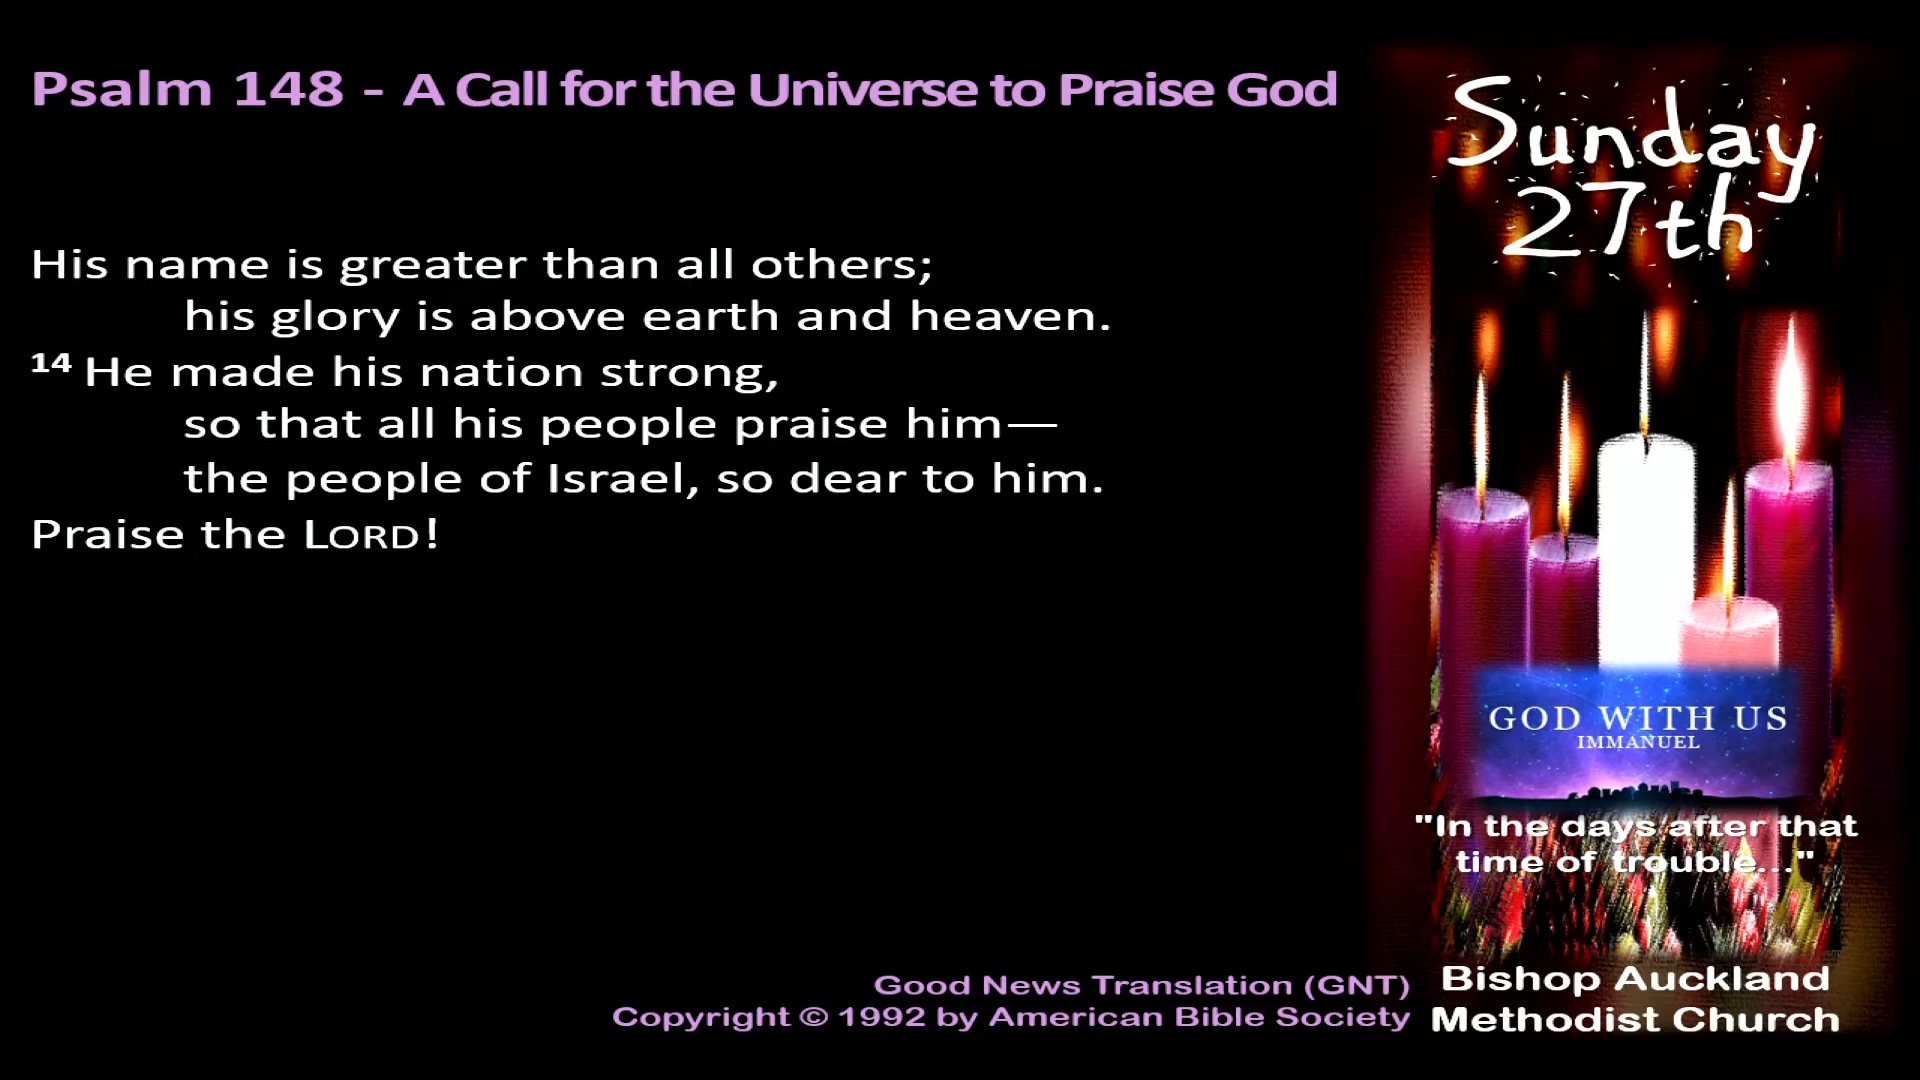 Psalm 148 - A Call for the Universe to Praise God
His name is greater than all others;
his glory is above earth and heaven.
14 He made his nation strong,
so that all his people praise him—
the people of Israel, so dear to him.
Praise the LORD!
Good News Translation (GNT)
Copyright © 1992 by American Bible Society
Sunday
27th
GOD WITH US
IMMANUEL
"In the days after that
time of trouble..."
Bishop Auckland
Methodist Church